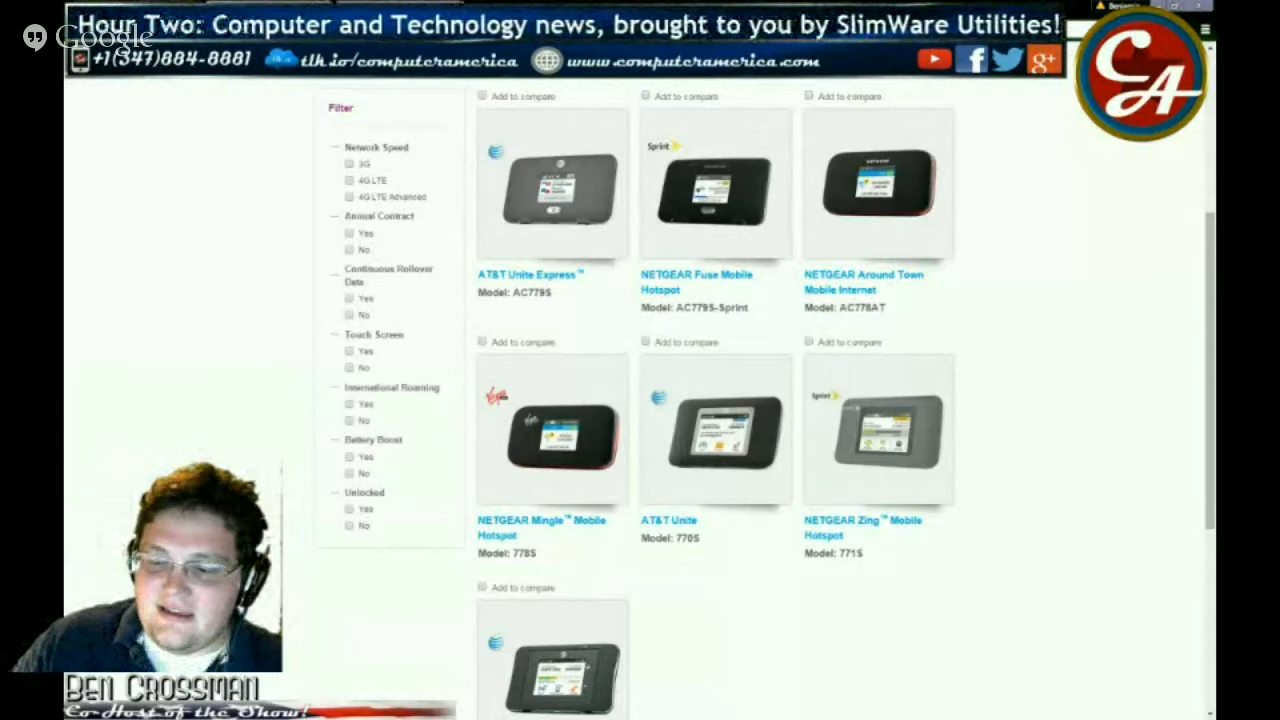 Hour Two: Computer and Technology news, brought to you by SlimWare Utilities!
Google
+1(347)884-8881
tlk.io/computeramerica
www.computeramerica.com
CA
Filter
Network Speed
3G
4G LTE
4G LTE Advanced
Annual Contract
Yes
No
Continuous Rollover
Data
Yes
No
Touch Screen
Yes
No
International Roaming
Yes
No
Battery Boost
Yes
No
Unlocked
Yes
No
Add to compare
Add to compare
Add to compare
Sprint
AT&T Unite Express™
Model: AC779S
NETGEAR Fuse Mobile
Hotspot
Model: AC779S-Sprint
NETGEAR Around Town
Mobile Internet
Model: AC778AT
Add to compare
Add to compare
Add to compare
Virgin
Sprint
NETGEAR Mingle™ Mobile
Hotspot
Model: 778S
AT&T Unite
Model: 770S
NETGEAR Zing™ Mobile
Hotspot
Model: 771S
Add to compare
Ben Crossman
Co-Host of the Show!